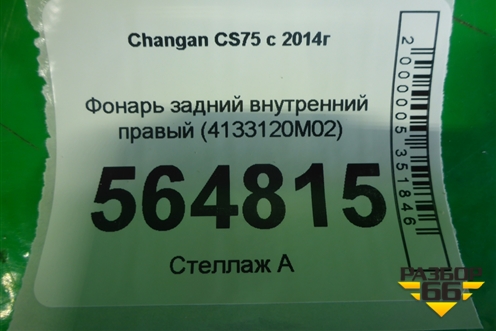 Changan CS75 с 2014г
Фонарь задний внутренний
правый (4133120M02)
564815
Стеллаж А
2000005351846
РАЗБОР
66